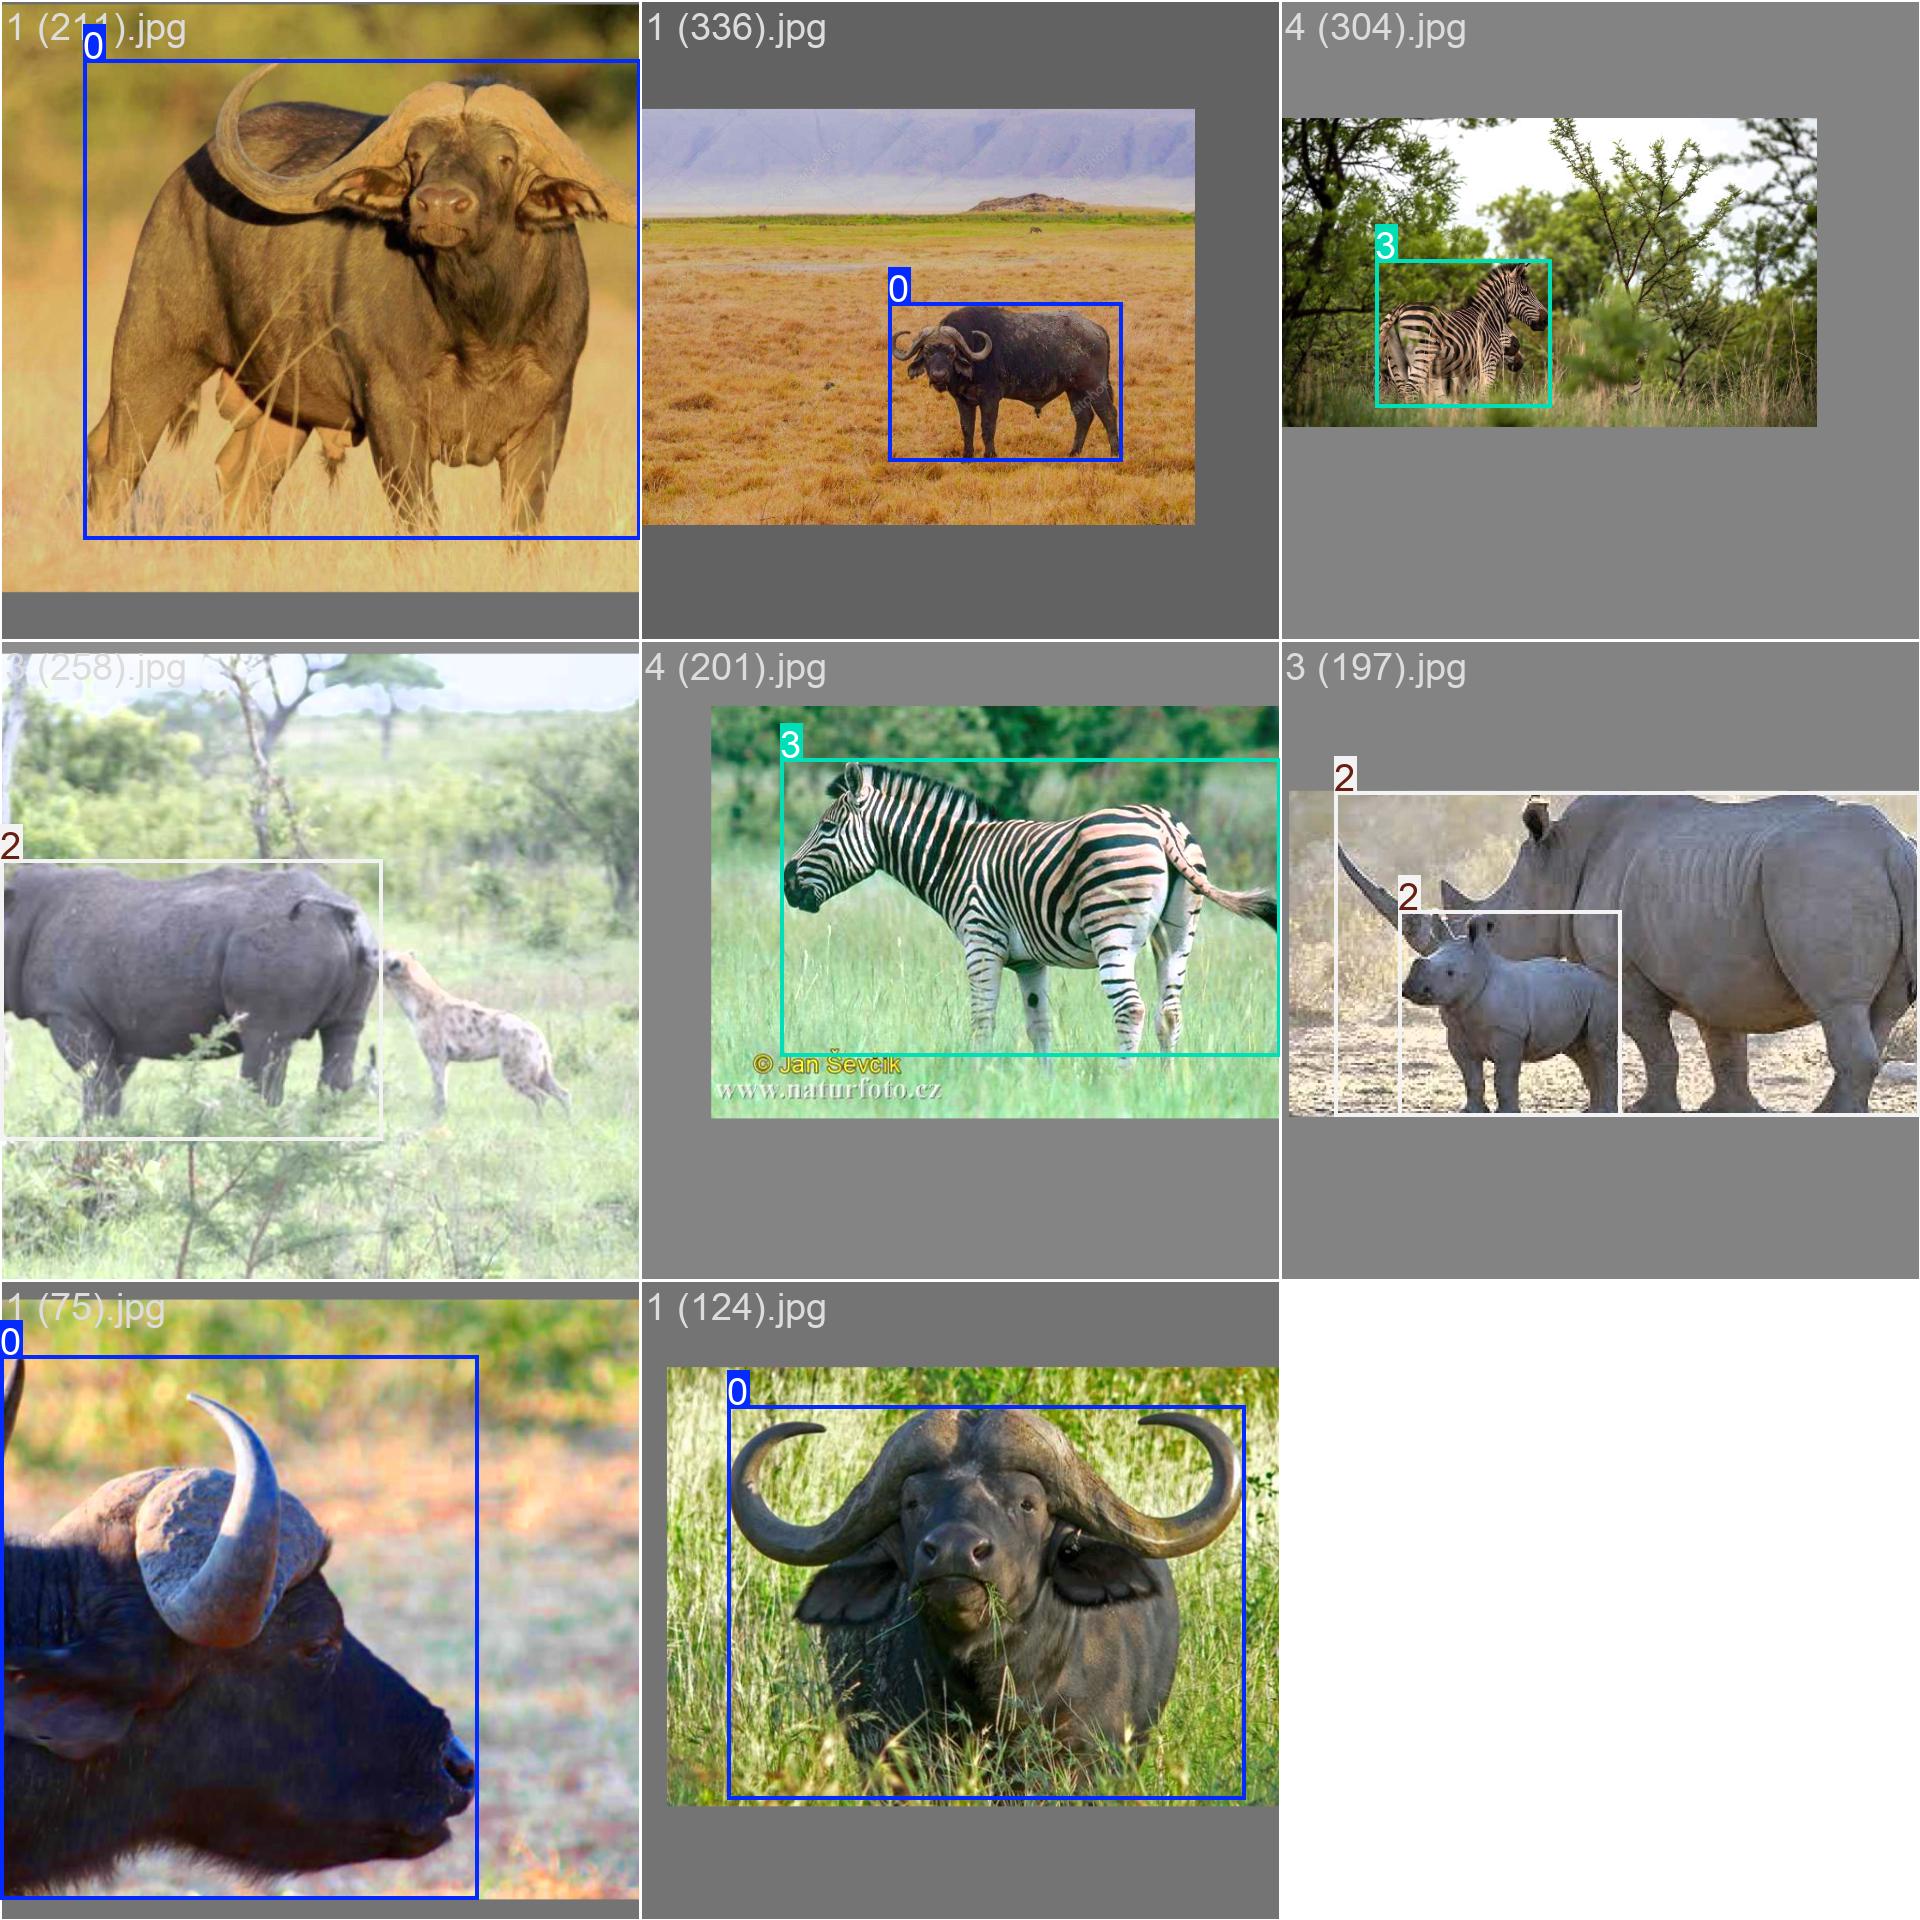 1 (211).jpg
0
1 (336).jpg
0
4 (304).jpg
3
3 (258).jpg
2
4 (201).jpg
3
© Jan Ševčík
www.naturfoto.cz
3 (197).jpg
2
2
1 (75).jpg
0
1 (124).jpg
0